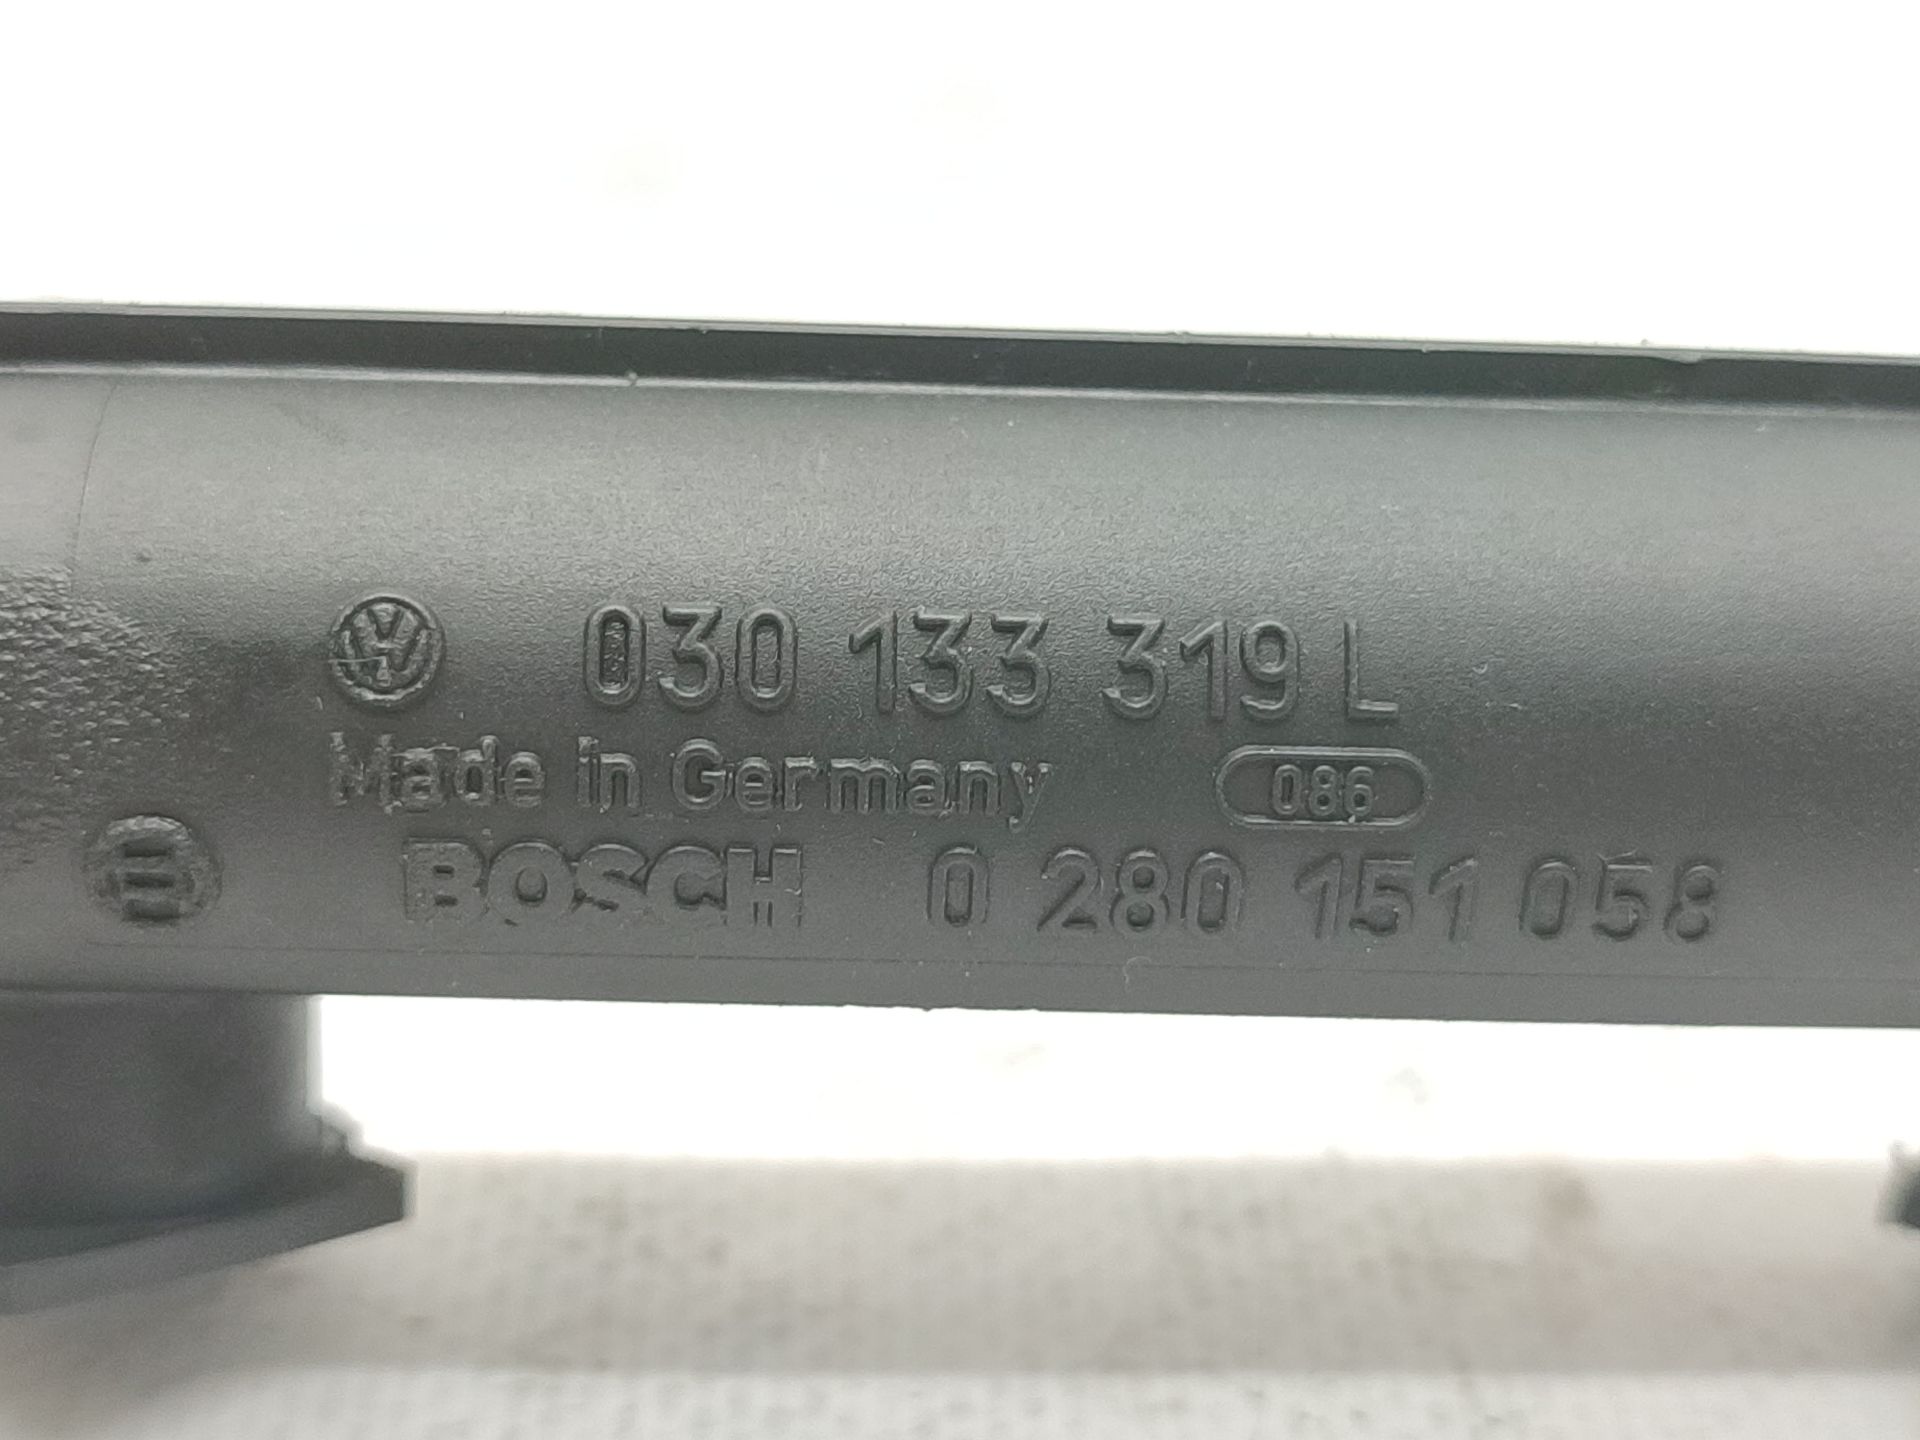 030 133 319 L
Made in Germany 086
BOSCH 0 280 151 058